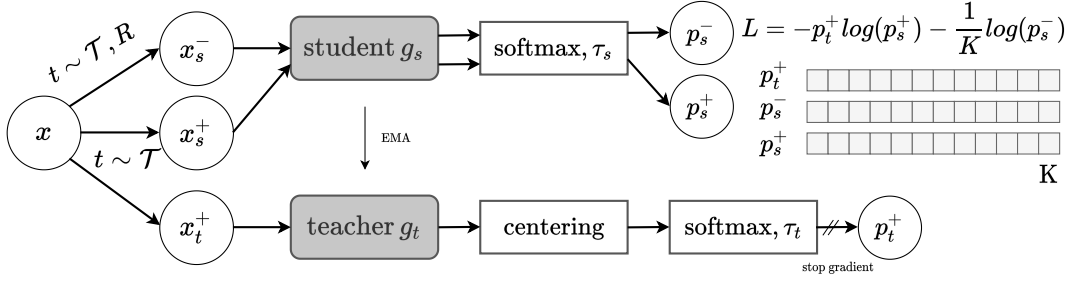 x
t ∼ 𝒯, R
t ∼ 𝒯
x_s^-
x_s^+
x_t^+
student g_s
softmax, τ_s
p_s^-
p_s^+
EMA
teacher g_t
centering
softmax, τ_t
stop gradient
p_t^+
L = −p_t^+ log(p_s^+) − \frac{1}{K} log(p_s^-)
p_t^+
p_s^-
p_s^+
K